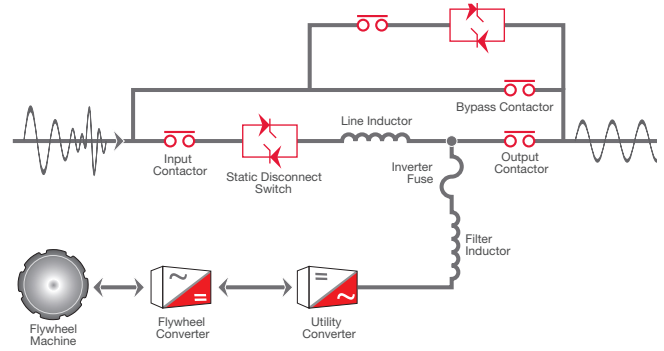 Bypass Contactor
Line Inductor
Input
Contactor
Static Disconnect
Switch
Inverter
Fuse
Output
Contactor
Filter
Inductor
Flywheel
Machine
Flywheel
Converter
Utility
Converter